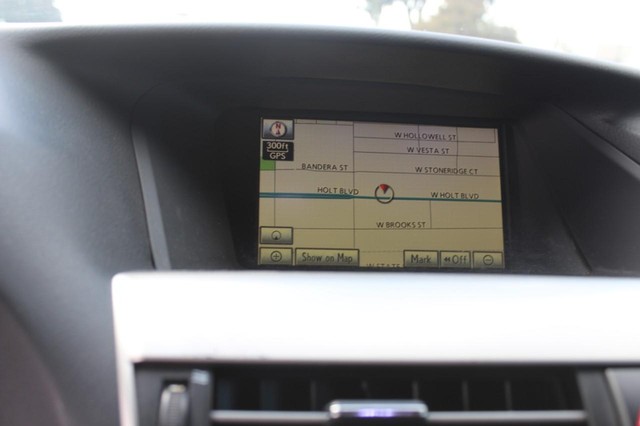 N
W HOLLOWELL ST
300ft
W VESTA ST
GPS
BANDERA ST
W STONERIDGE CT
HOLT BLVD
W HOLT BLVD
W BROOKS ST
Show on Map
Mark
Off